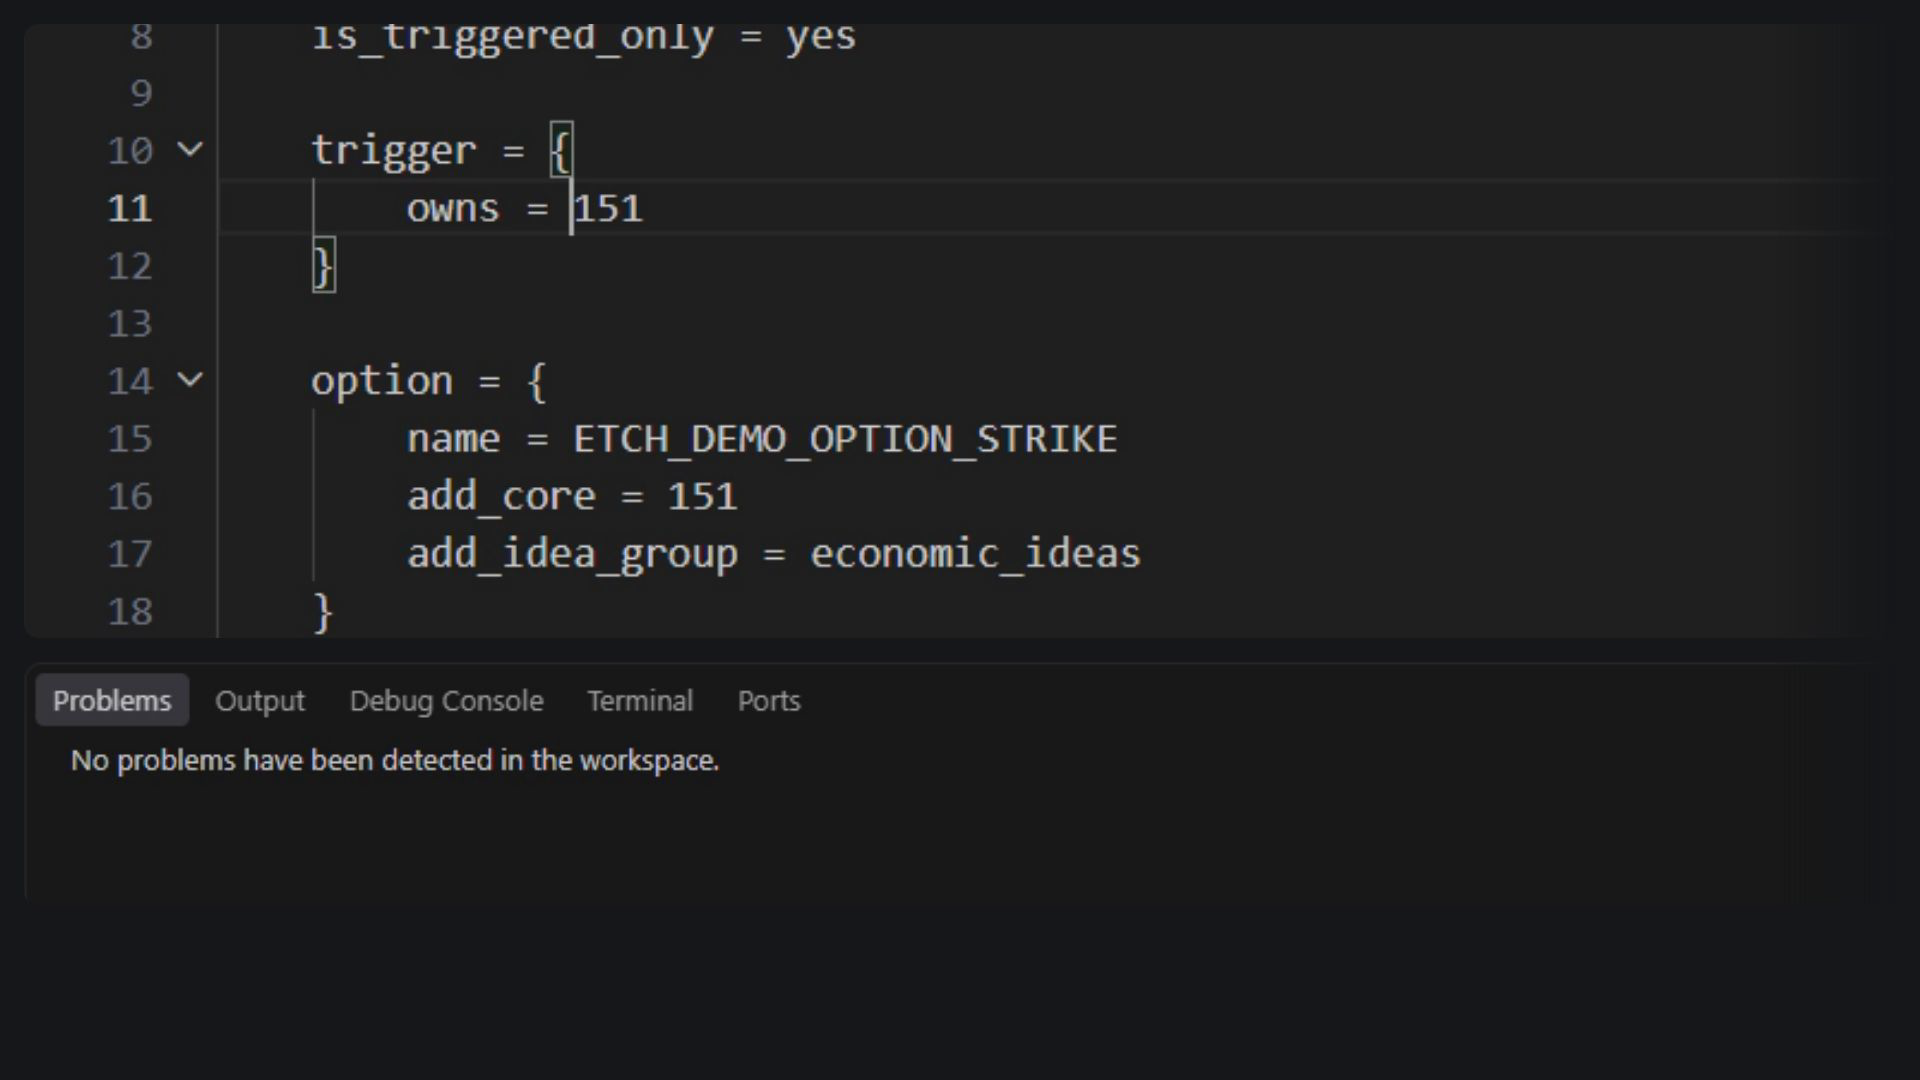 8 is_triggered_only = yes
9
10 trigger = {
11 owns = 151
12 }
13
14 option = {
15 name = ETCH_DEMO_OPTION_STRIKE
16 add_core = 151
17 add_idea_group = economic_ideas
18 }
Problems Output Debug Console Terminal Ports
No problems have been detected in the workspace.